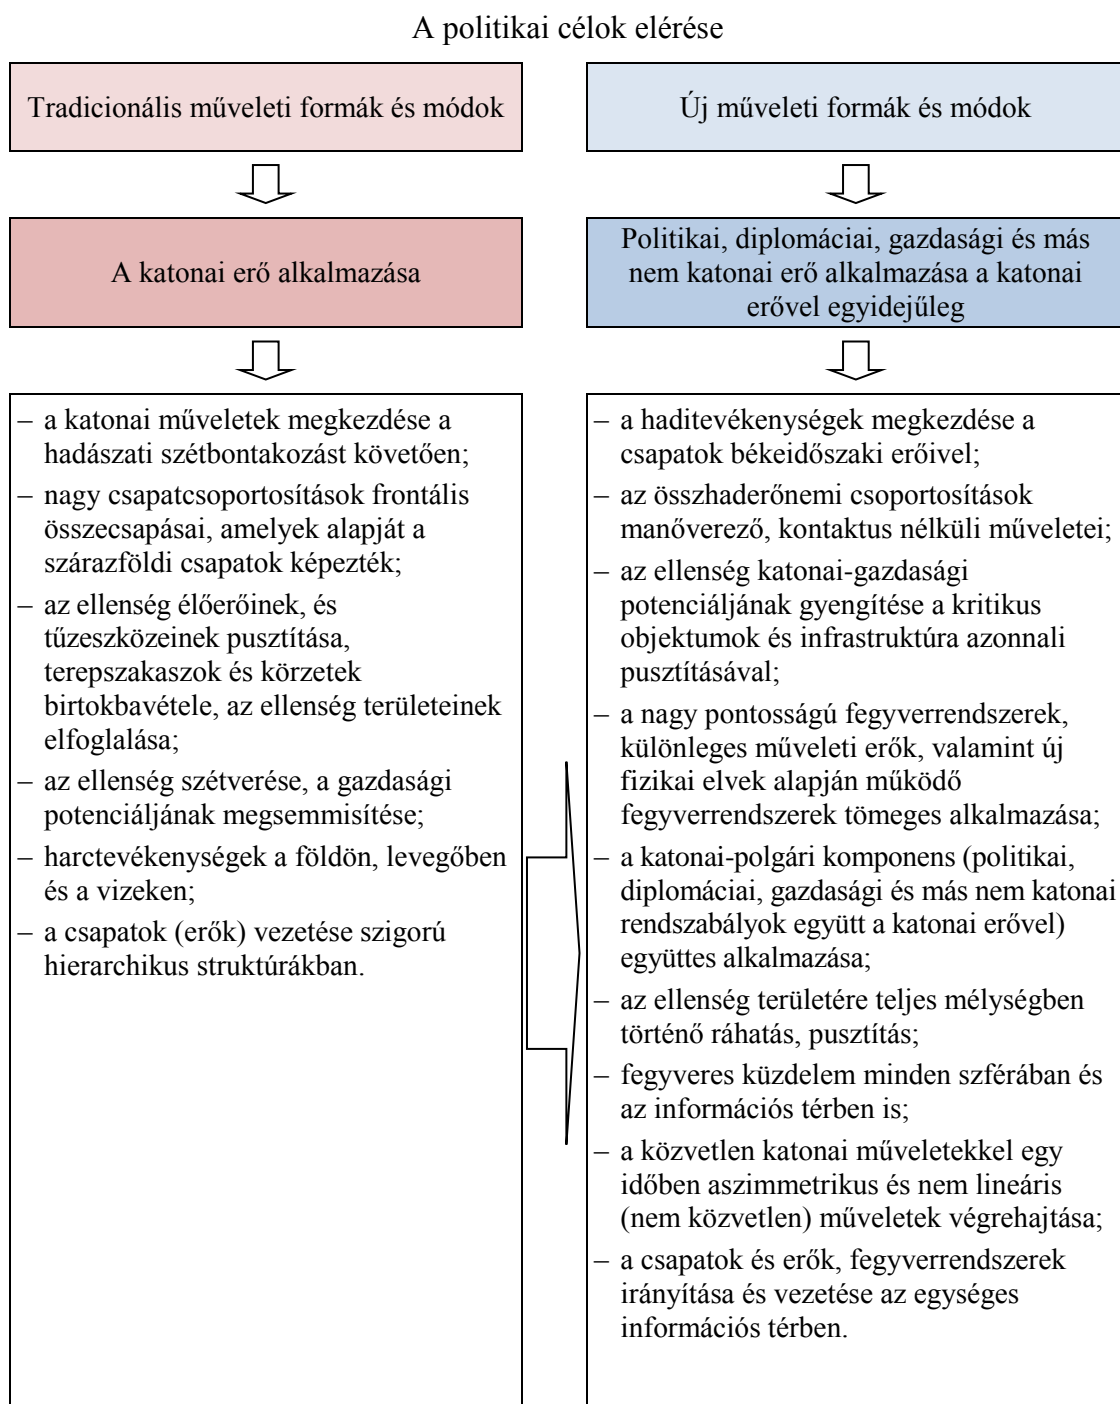 A politikai célok elérése
Tradicionális műveleti formák és módok
A katonai erő alkalmazása
– a katonai műveletek megkezdése a
hadászati szétbontakozást követően;
– nagy csapatcsoportosítások frontális
összecsapásai, amelyek alapját a
szárazföldi csapatok képezték;
– az ellenség élőerőinek, és
tűzeszközeinek pusztítása,
terepszakaszok és körzetek
birtokbavétele, az ellenség területeinek
elfoglalása;
– az ellenség szétverése, a gazdasági
potenciáljának megsemmisítése;
– harctevékenységek a földön, levegőben
és a vizeken;
– a csapatok (erők) vezetése szigorú
hierarchikus struktúrákban.
Új műveleti formák és módok
Politikai, diplomáciai, gazdasági és más
nem katonai erő alkalmazása a katonai
erővel egyidejűleg
– a haditevékenységek megkezdése a
csapatok békeidőszaki erőivel;
– az összhaderőnemi csoportosítások
manőverező, kontaktus nélküli műveletei;
– az ellenség katonai-gazdasági
potenciáljának gyengítése a kritikus
objektumok és infrastruktúra azonnali
pusztításával;
– a nagy pontosságú fegyverrendszerek,
különleges műveleti erők, valamint új
fizikai elvek alapján működő
fegyverrendszerek tömeges alkalmazása;
– a katonai-polgári komponens (politikai,
diplomáciai, gazdasági és más nem katonai
rendszabályok együtt a katonai erővel)
együttes alkalmazása;
– az ellenség területére teljes mélységben
történő ráhatás, pusztítás;
– fegyveres küzdelem minden szférában és
az információs térben is;
– a közvetlen katonai műveletekkel egy
időben aszimmetrikus és nem lineáris
(nem közvetlen) műveletek végrehajtása;
– a csapatok és erők, fegyverrendszerek
irányítása és vezetése az egységes
információs térben.